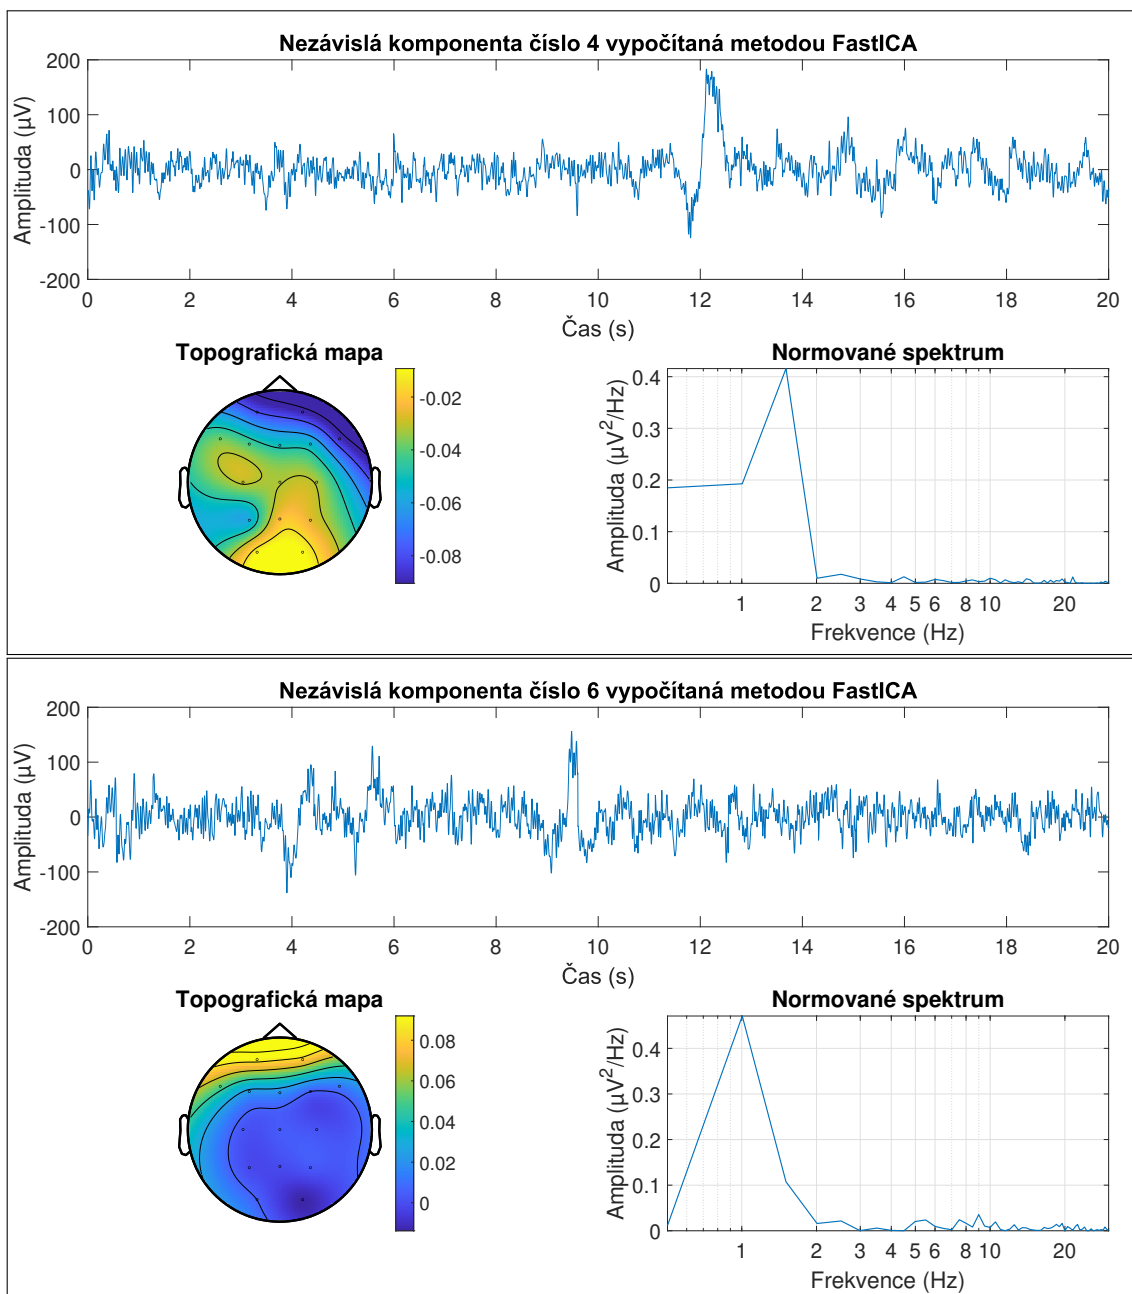 Nezávislá komponenta číslo 4 vypočítaná metodou FastICA
Amplituda (µV)
200
100
0
-100
-200
0 2 4 6 8 10 12 14 16 18 20
Čas (s)
Topografická mapa
-0.02
-0.04
-0.06
-0.08
Normované spektrum
Amplituda (µV²/Hz)
0.4
0.3
0.2
0.1
0
1 2 3 4 5 6 8 10 20
Frekvence (Hz)
Nezávislá komponenta číslo 6 vypočítaná metodou FastICA
Amplituda (µV)
200
100
0
-100
-200
0 2 4 6 8 10 12 14 16 18 20
Čas (s)
Topografická mapa
0.08
0.06
0.04
0.02
0
Normované spektrum
Amplituda (µV²/Hz)
0.4
0.3
0.2
0.1
0
1 2 3 4 5 6 8 10 20
Frekvence (Hz)